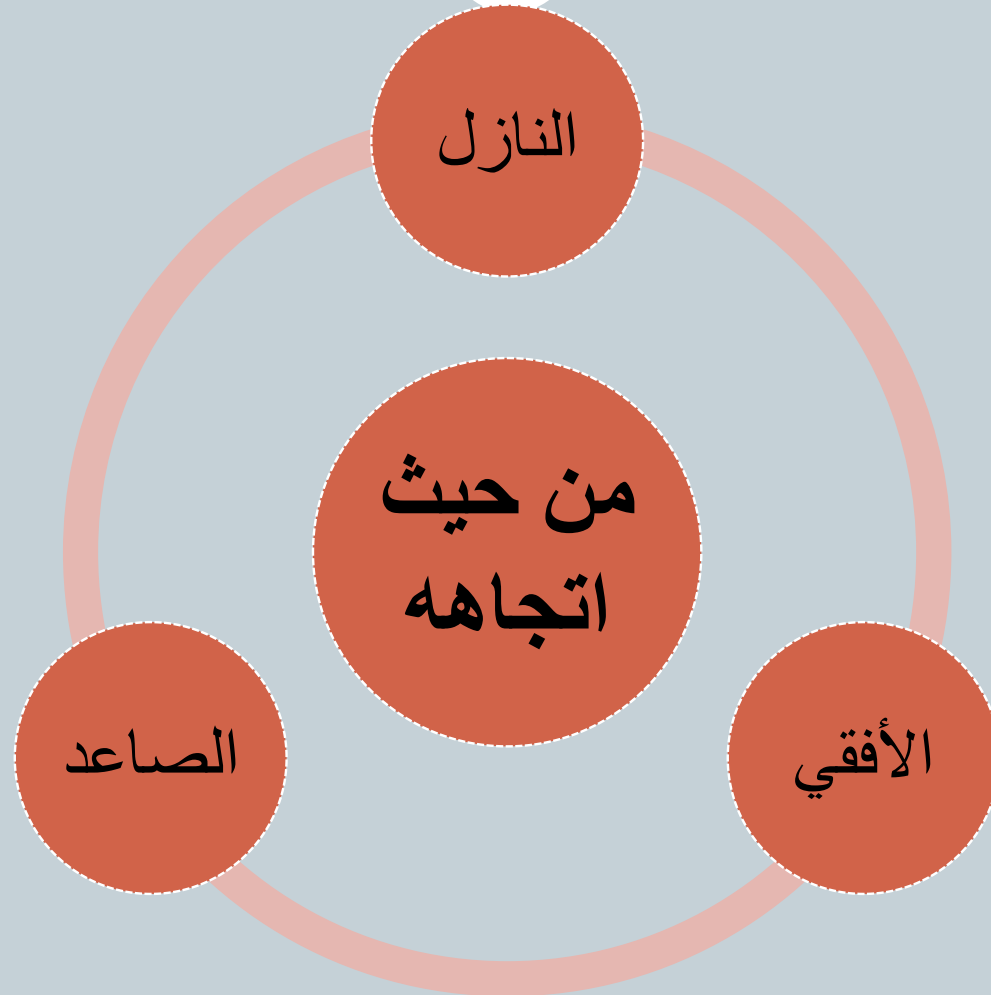 النازل
من حيث
اتجاهه
الأفقي
الصاعد